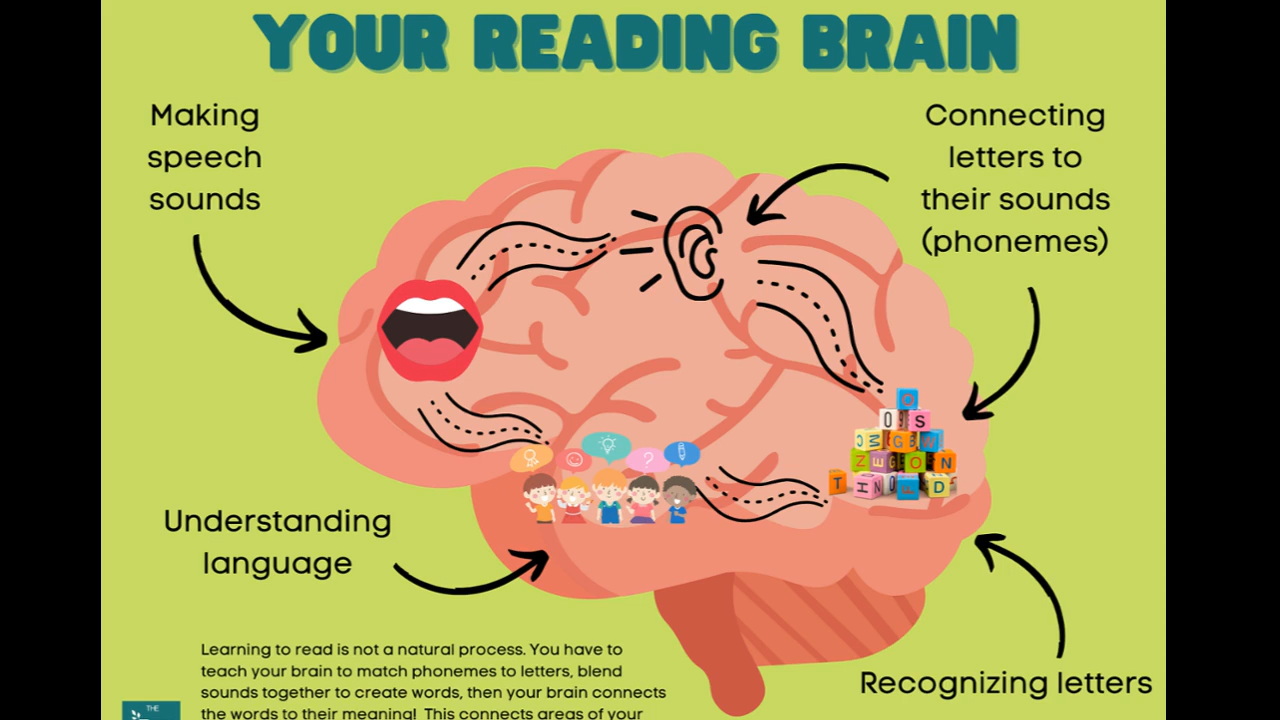 YOUR READING BRAIN
Making
speech
sounds
Connecting
letters to
their sounds
(phonemes)
Understanding
language
Recognizing letters
Learning to read is not a natural process. You have to
teach your brain to match phonemes to letters, blend
sounds together to create words, then your brain connects
the words to their meaning! This connects areas of your
THE